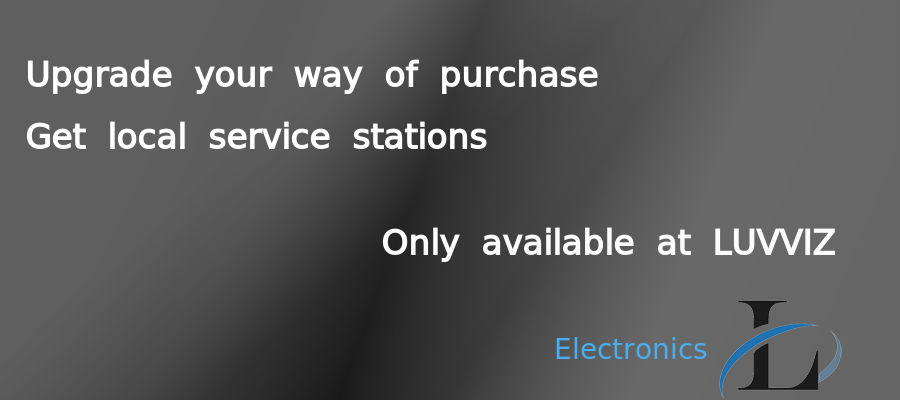 Upgrade your way of purchase
Get local service stations
Only available at LUVVIZ
Electronics
L